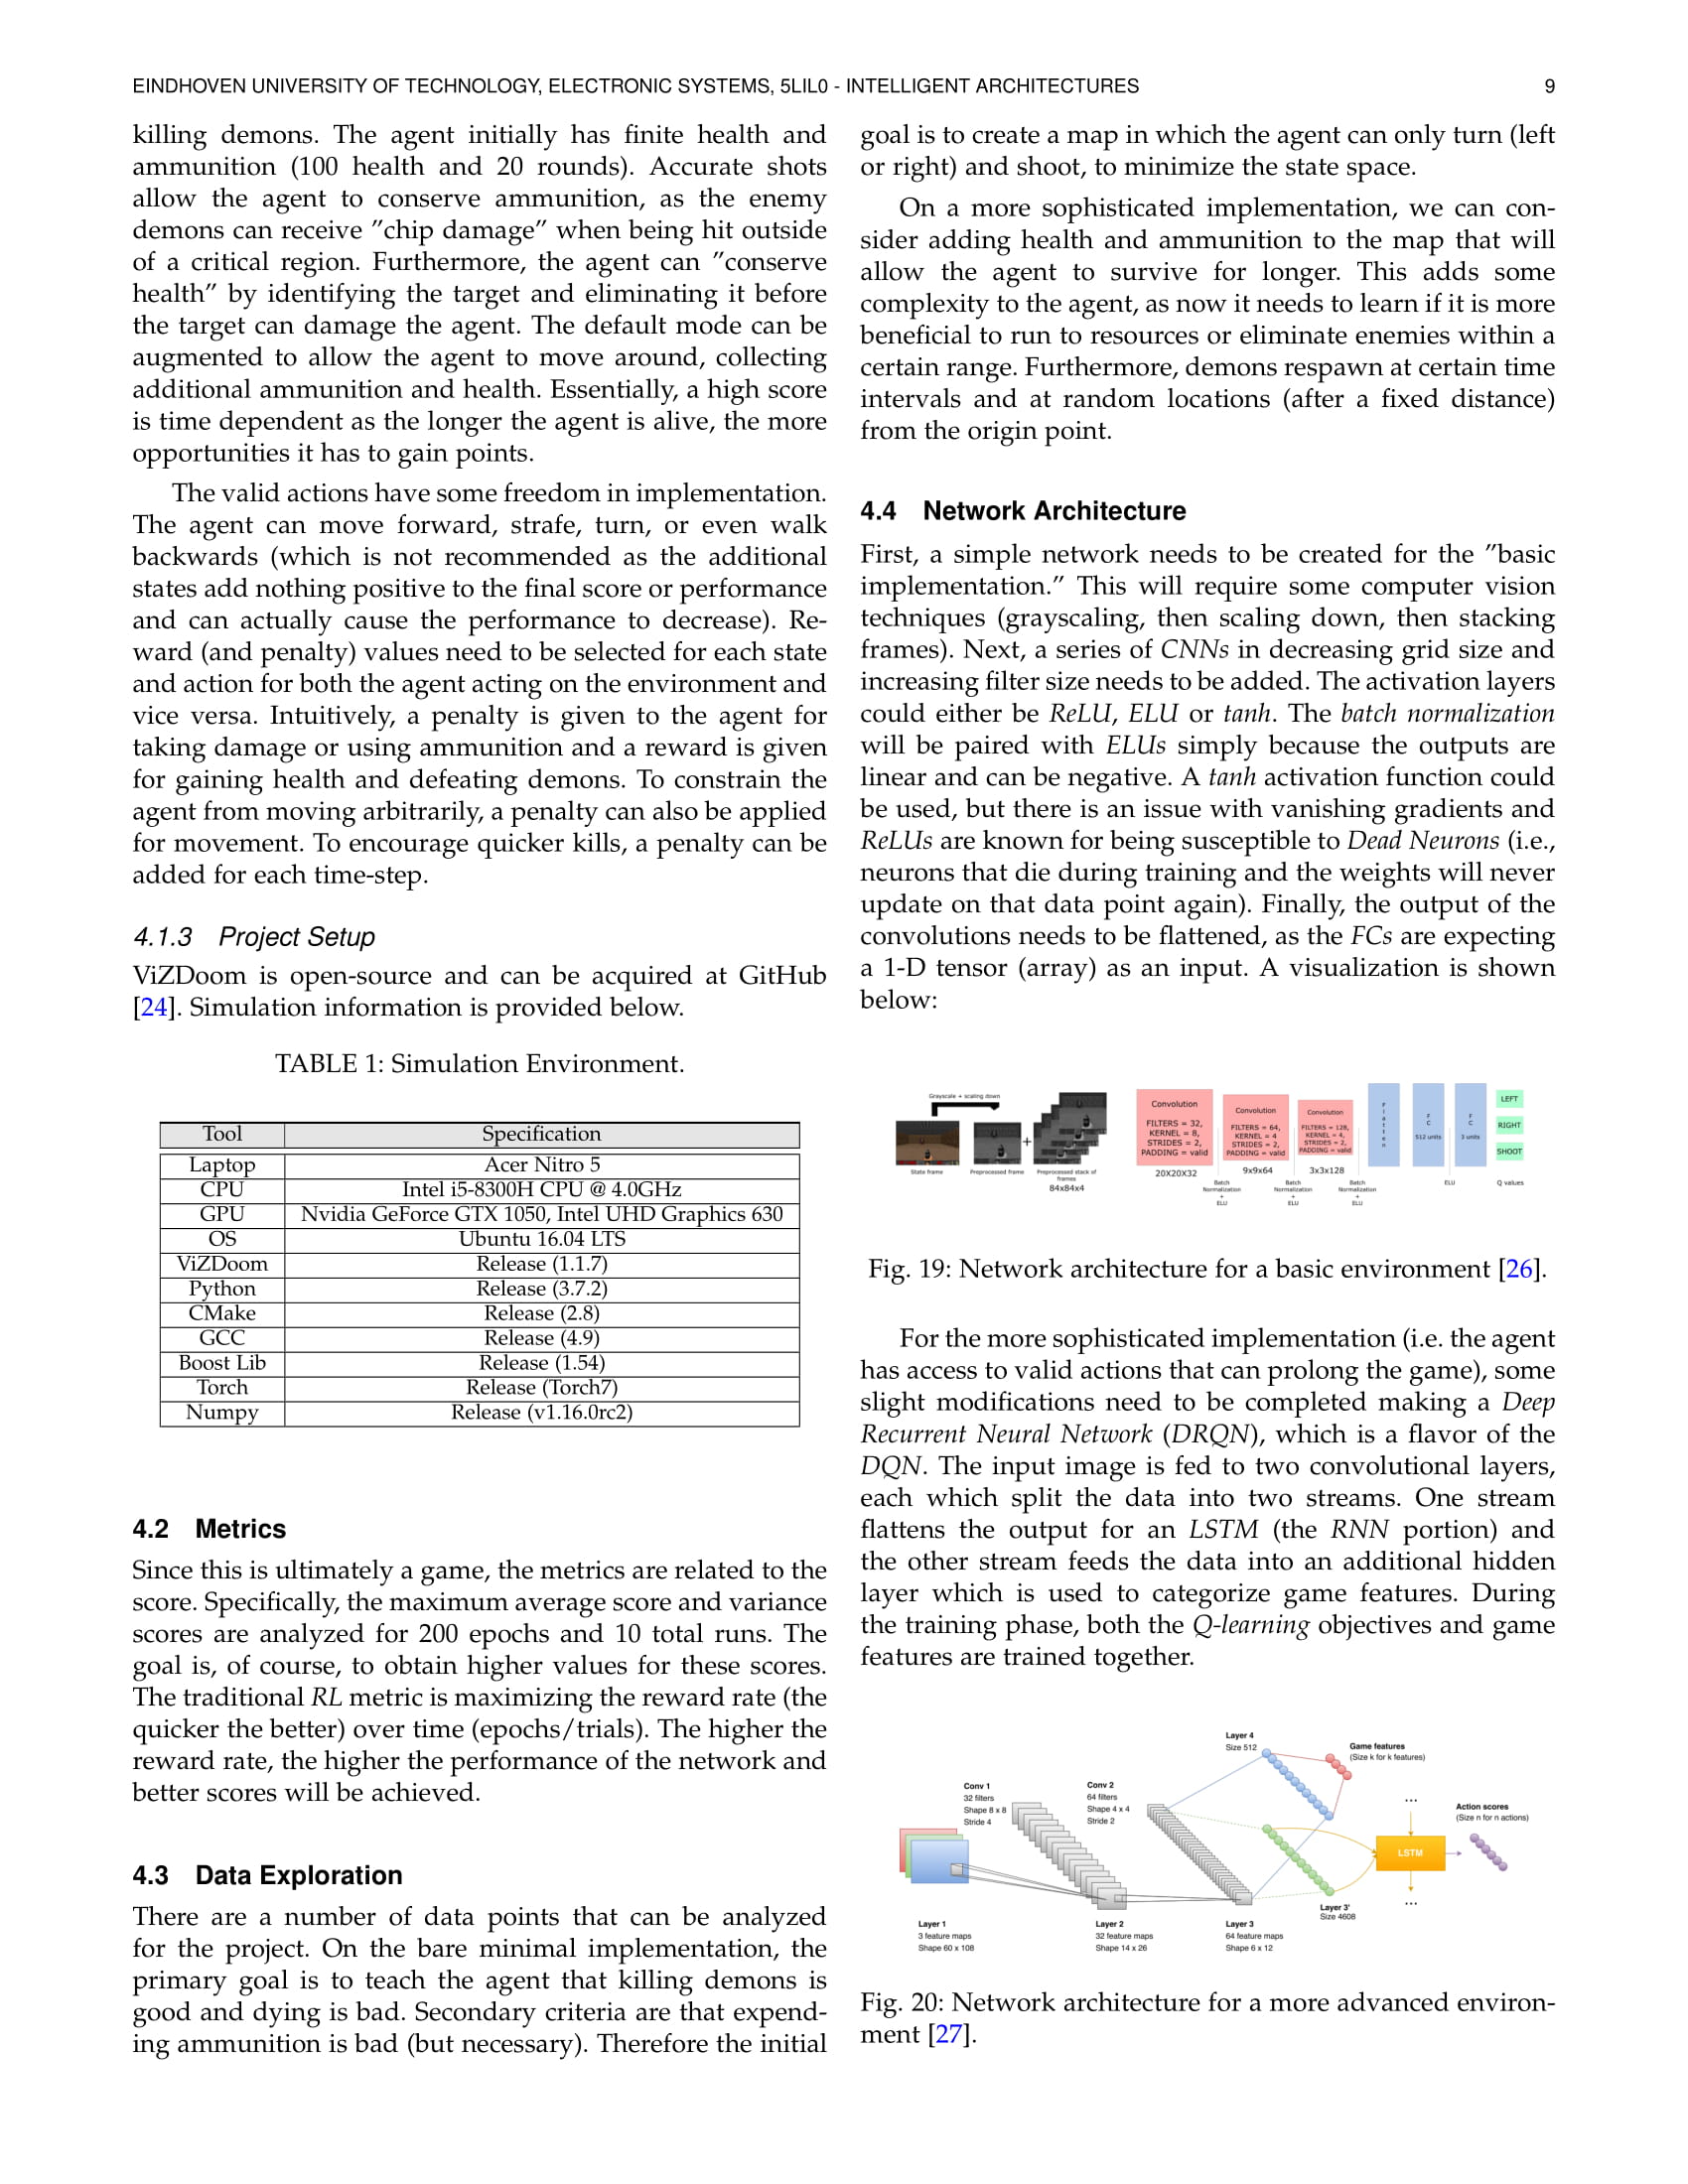 EINDHOVEN UNIVERSITY OF TECHNOLOGY, ELECTRONIC SYSTEMS, 5LIL0 - INTELLIGENT ARCHITECTURES
9
killing demons. The agent initially has finite health and
ammunition (100 health and 20 rounds). Accurate shots
allow the agent to conserve ammunition, as the enemy
demons can receive ”chip damage” when being hit outside
of a critical region. Furthermore, the agent can ”conserve
health” by identifying the target and eliminating it before
the target can damage the agent. The default mode can be
augmented to allow the agent to move around, collecting
additional ammunition and health. Essentially, a high score
is time dependent as the longer the agent is alive, the more
opportunities it has to gain points.
The valid actions have some freedom in implementation.
The agent can move forward, strafe, turn, or even walk
backwards (which is not recommended as the additional
states add nothing positive to the final score or performance
and can actually cause the performance to decrease). Re-
ward (and penalty) values need to be selected for each state
and action for both the agent acting on the environment and
vice versa. Intuitively, a penalty is given to the agent for
taking damage or using ammunition and a reward is given
for gaining health and defeating demons. To constrain the
agent from moving arbitrarily, a penalty can also be applied
for movement. To encourage quicker kills, a penalty can be
added for each time-step.
4.1.3 Project Setup
ViZDoom is open-source and can be acquired at GitHub
[24]. Simulation information is provided below.
TABLE 1: Simulation Environment.
Tool Specification
Laptop Acer Nitro 5
CPU Intel i5-8300H CPU @ 4.0GHz
GPU Nvidia GeForce GTX 1050, Intel UHD Graphics 630
OS Ubuntu 16.04 LTS
ViZDoom Release (1.1.7)
Python Release (3.7.2)
CMake Release (2.8)
GCC Release (4.9)
Boost Lib Release (1.54)
Torch Release (Torch7)
Numpy Release (v1.16.0rc2)
4.2 Metrics
Since this is ultimately a game, the metrics are related to the
score. Specifically, the maximum average score and variance
scores are analyzed for 200 epochs and 10 total runs. The
goal is, of course, to obtain higher values for these scores.
The traditional RL metric is maximizing the reward rate (the
quicker the better) over time (epochs/trials). The higher the
reward rate, the higher the performance of the network and
better scores will be achieved.
4.3 Data Exploration
There are a number of data points that can be analyzed
for the project. On the bare minimal implementation, the
primary goal is to teach the agent that killing demons is
good and dying is bad. Secondary criteria are that expend-
ing ammunition is bad (but necessary). Therefore the initial
goal is to create a map in which the agent can only turn (left
or right) and shoot, to minimize the state space.
On a more sophisticated implementation, we can con-
sider adding health and ammunition to the map that will
allow the agent to survive for longer. This adds some
complexity to the agent, as now it needs to learn if it is more
beneficial to run to resources or eliminate enemies within a
certain range. Furthermore, demons respawn at certain time
intervals and at random locations (after a fixed distance)
from the origin point.
4.4 Network Architecture
First, a simple network needs to be created for the ”basic
implementation.” This will require some computer vision
techniques (grayscaling, then scaling down, then stacking
frames). Next, a series of CNNs in decreasing grid size and
increasing filter size needs to be added. The activation layers
could either be ReLU, ELU or tanh. The batch normalization
will be paired with ELUs simply because the outputs are
linear and can be negative. A tanh activation function could
be used, but there is an issue with vanishing gradients and
ReLUs are known for being susceptible to Dead Neurons (i.e.,
neurons that die during training and the weights will never
update on that data point again). Finally, the output of the
convolutions needs to be flattened, as the FCs are expecting
a 1-D tensor (array) as an input. A visualization is shown
below:
Grayscale + scaling down
State frame
Preprocessed frame
+
Preprocessed stack of
frames
84x84x4
Convolution
FILTERS = 32,
KERNEL = 8,
STRIDES = 2,
PADDING = valid
20X20X32
Batch
Normalization
+
ELU
Convolution
FILTERS = 64,
KERNEL = 4
STRIDES = 2,
PADDING = valid
9x9x64
Batch
Normalization
+
ELU
Convolution
FILTERS = 128,
KERNEL = 4,
STRIDES = 2,
PADDING = valid
3x3x128
Batch
Normalization
+
ELU
Flatten
FC
512 units
ELU
FC
3 units
LEFT
RIGHT
SHOOT
Q values
Fig. 19: Network architecture for a basic environment [26].
For the more sophisticated implementation (i.e. the agent
has access to valid actions that can prolong the game), some
slight modifications need to be completed making a Deep
Recurrent Neural Network (DRQN), which is a flavor of the
DQN. The input image is fed to two convolutional layers,
each which split the data into two streams. One stream
flattens the output for an LSTM (the RNN portion) and
the other stream feeds the data into an additional hidden
layer which is used to categorize game features. During
the training phase, both the Q-learning objectives and game
features are trained together.
Conv 1
32 filters
Shape 8 x 8
Stride 4
Conv 2
64 filters
Shape 4 x 4
Stride 2
Layer 4
Size 512
Game features
(Size k for k features)
...
LSTM
...
Action scores
(Size n for n actions)
Layer 3'
Size 4608
Layer 1
3 feature maps
Shape 60 x 108
Layer 2
32 feature maps
Shape 14 x 26
Layer 3
64 feature maps
Shape 6 x 12
Fig. 20: Network architecture for a more advanced environ-
ment [27].